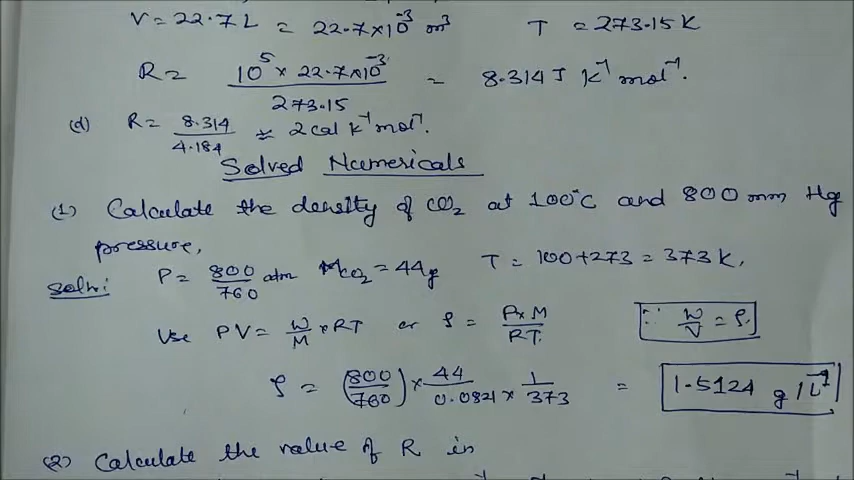 V = 22.7 L = 22.7×10⁻³ m³ T = 273.15 K
R = 10⁵ × 22.7×10⁻³ / 273.15 = 8.314 J K⁻¹ mol⁻¹.
(d) R = 8.314 / 4.184 ≈ 2 cal K⁻¹ mol⁻¹.
Solved Numericals
(1) Calculate the density of CO₂ at 100°C and 800 mm Hg
pressure,
Soln: P = 800/760 atm M CO₂ = 44g T = 100+273 = 373 K,
Use PV = W/M × RT or ρ = P×M / RT.
∵ W/V = ρ.
ρ = (800/760) × 44 / 0.0821 × 1/373 = 1.5124 g/L⁻¹
(2) Calculate the value of R in